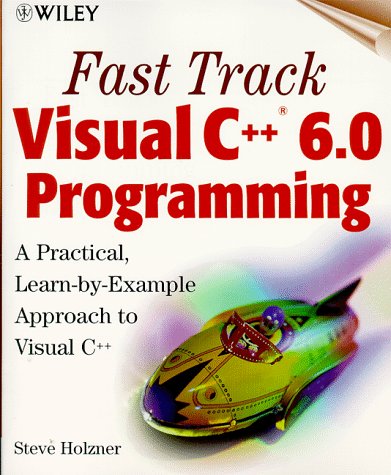 WILEY
Fast Track
Visual C++® 6.0
Programming
A Practical,
Learn-by-Example
Approach to
Visual C++
Steve Holzner